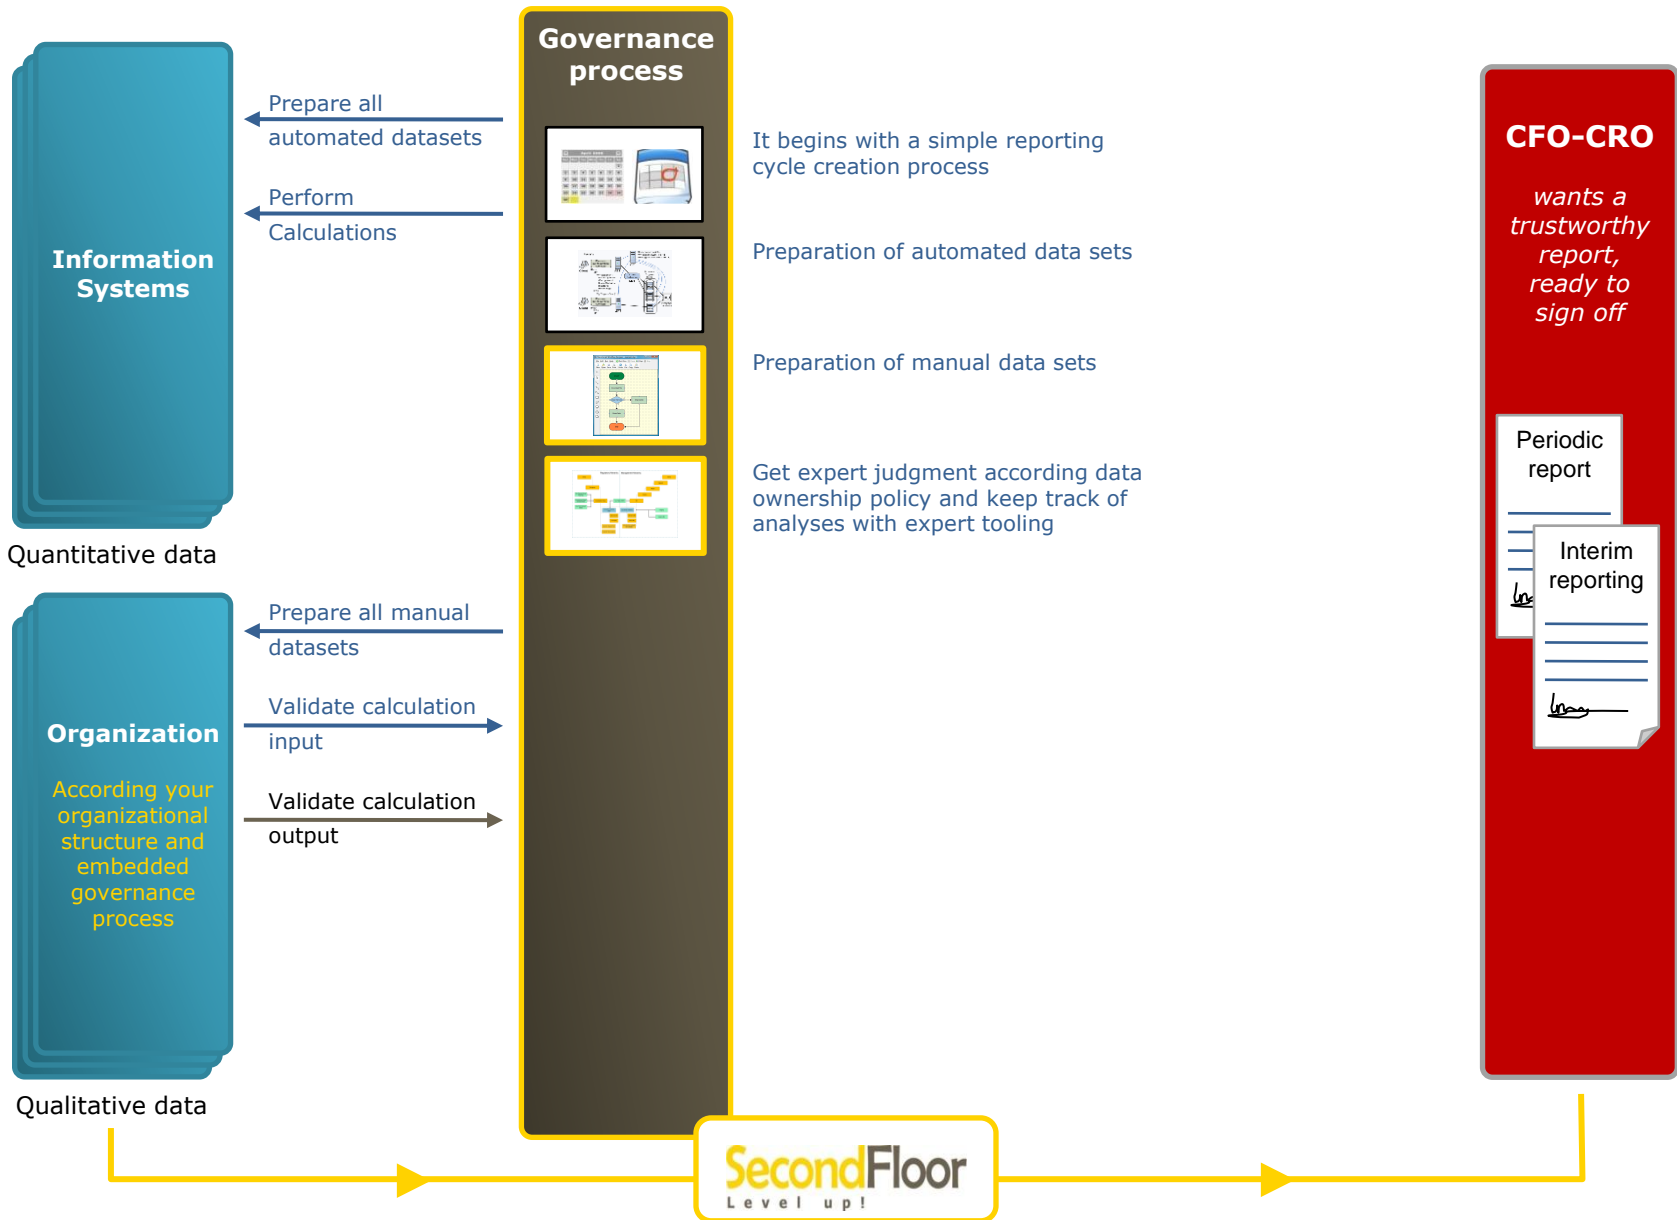 Governance
process
Information
Systems
Quantitative data
Prepare all
automated datasets
Perform
Calculations
It begins with a simple reporting
cycle creation process
Preparation of automated data sets
Preparation of manual data sets
Get expert judgment according data
ownership policy and keep track of
analyses with expert tooling
Organization
According your
organizational
structure and
embedded
governance
process
Qualitative data
Prepare all manual
datasets
Validate calculation
input
Validate calculation
output
CFO-CRO
wants a
trustworthy
report,
ready to
sign off
Periodic
report
Interim
reporting
SecondFloor
Level up!